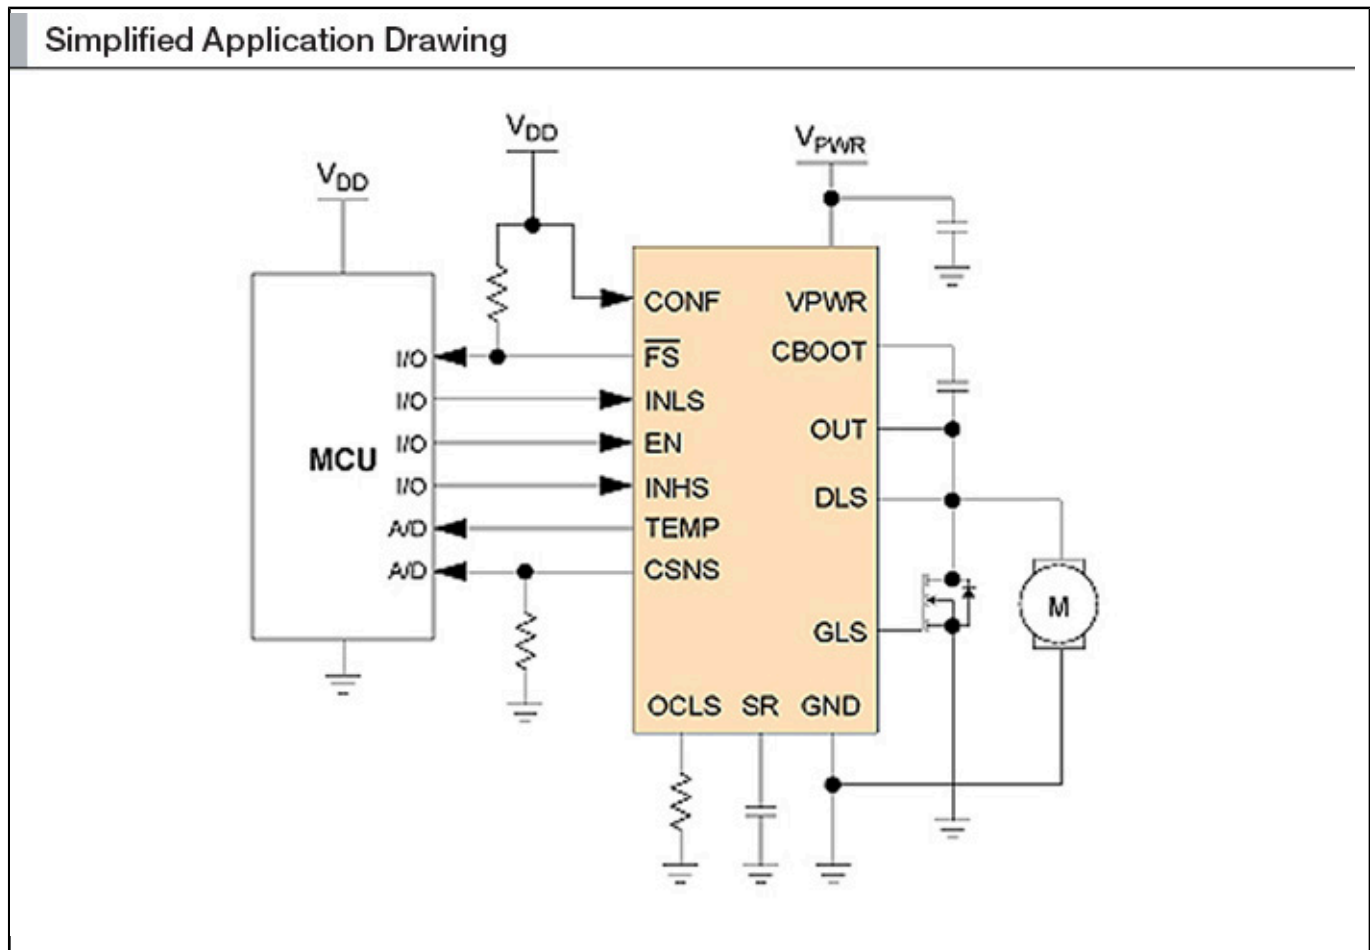 Simplified Application Drawing
VDD
VDD
VPWR
MCU
I/O
I/O
I/O
I/O
A/D
A/D
CONF
FS
INLS
EN
INHS
TEMP
CSNS
VPWR
CBOOT
OUT
DLS
GLS
OCLS SR GND
M